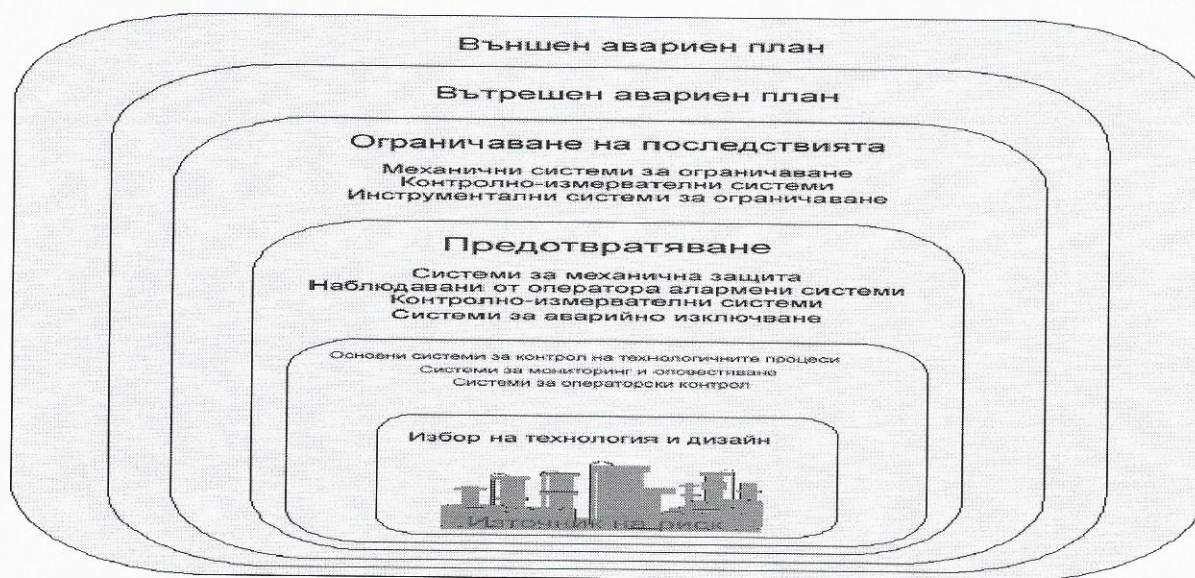 Външен авариен план
Вътрешен авариен план
Ограничаване на последствията
Механични системи за ограничаване
Контролно-измервателни системи
Инструментални системи за ограничаване
Предотвратяване
Системи за механична защита
Наблюдавани от оператора алармени системи
Контролно-измервателни системи
Системи за аварийно изключване
Основни системи за контрол на технологичните процеси
Системи за мониторинг и оповестяване
Системи за операторски контрол
Избор на технология и дизайн
Източник на риск